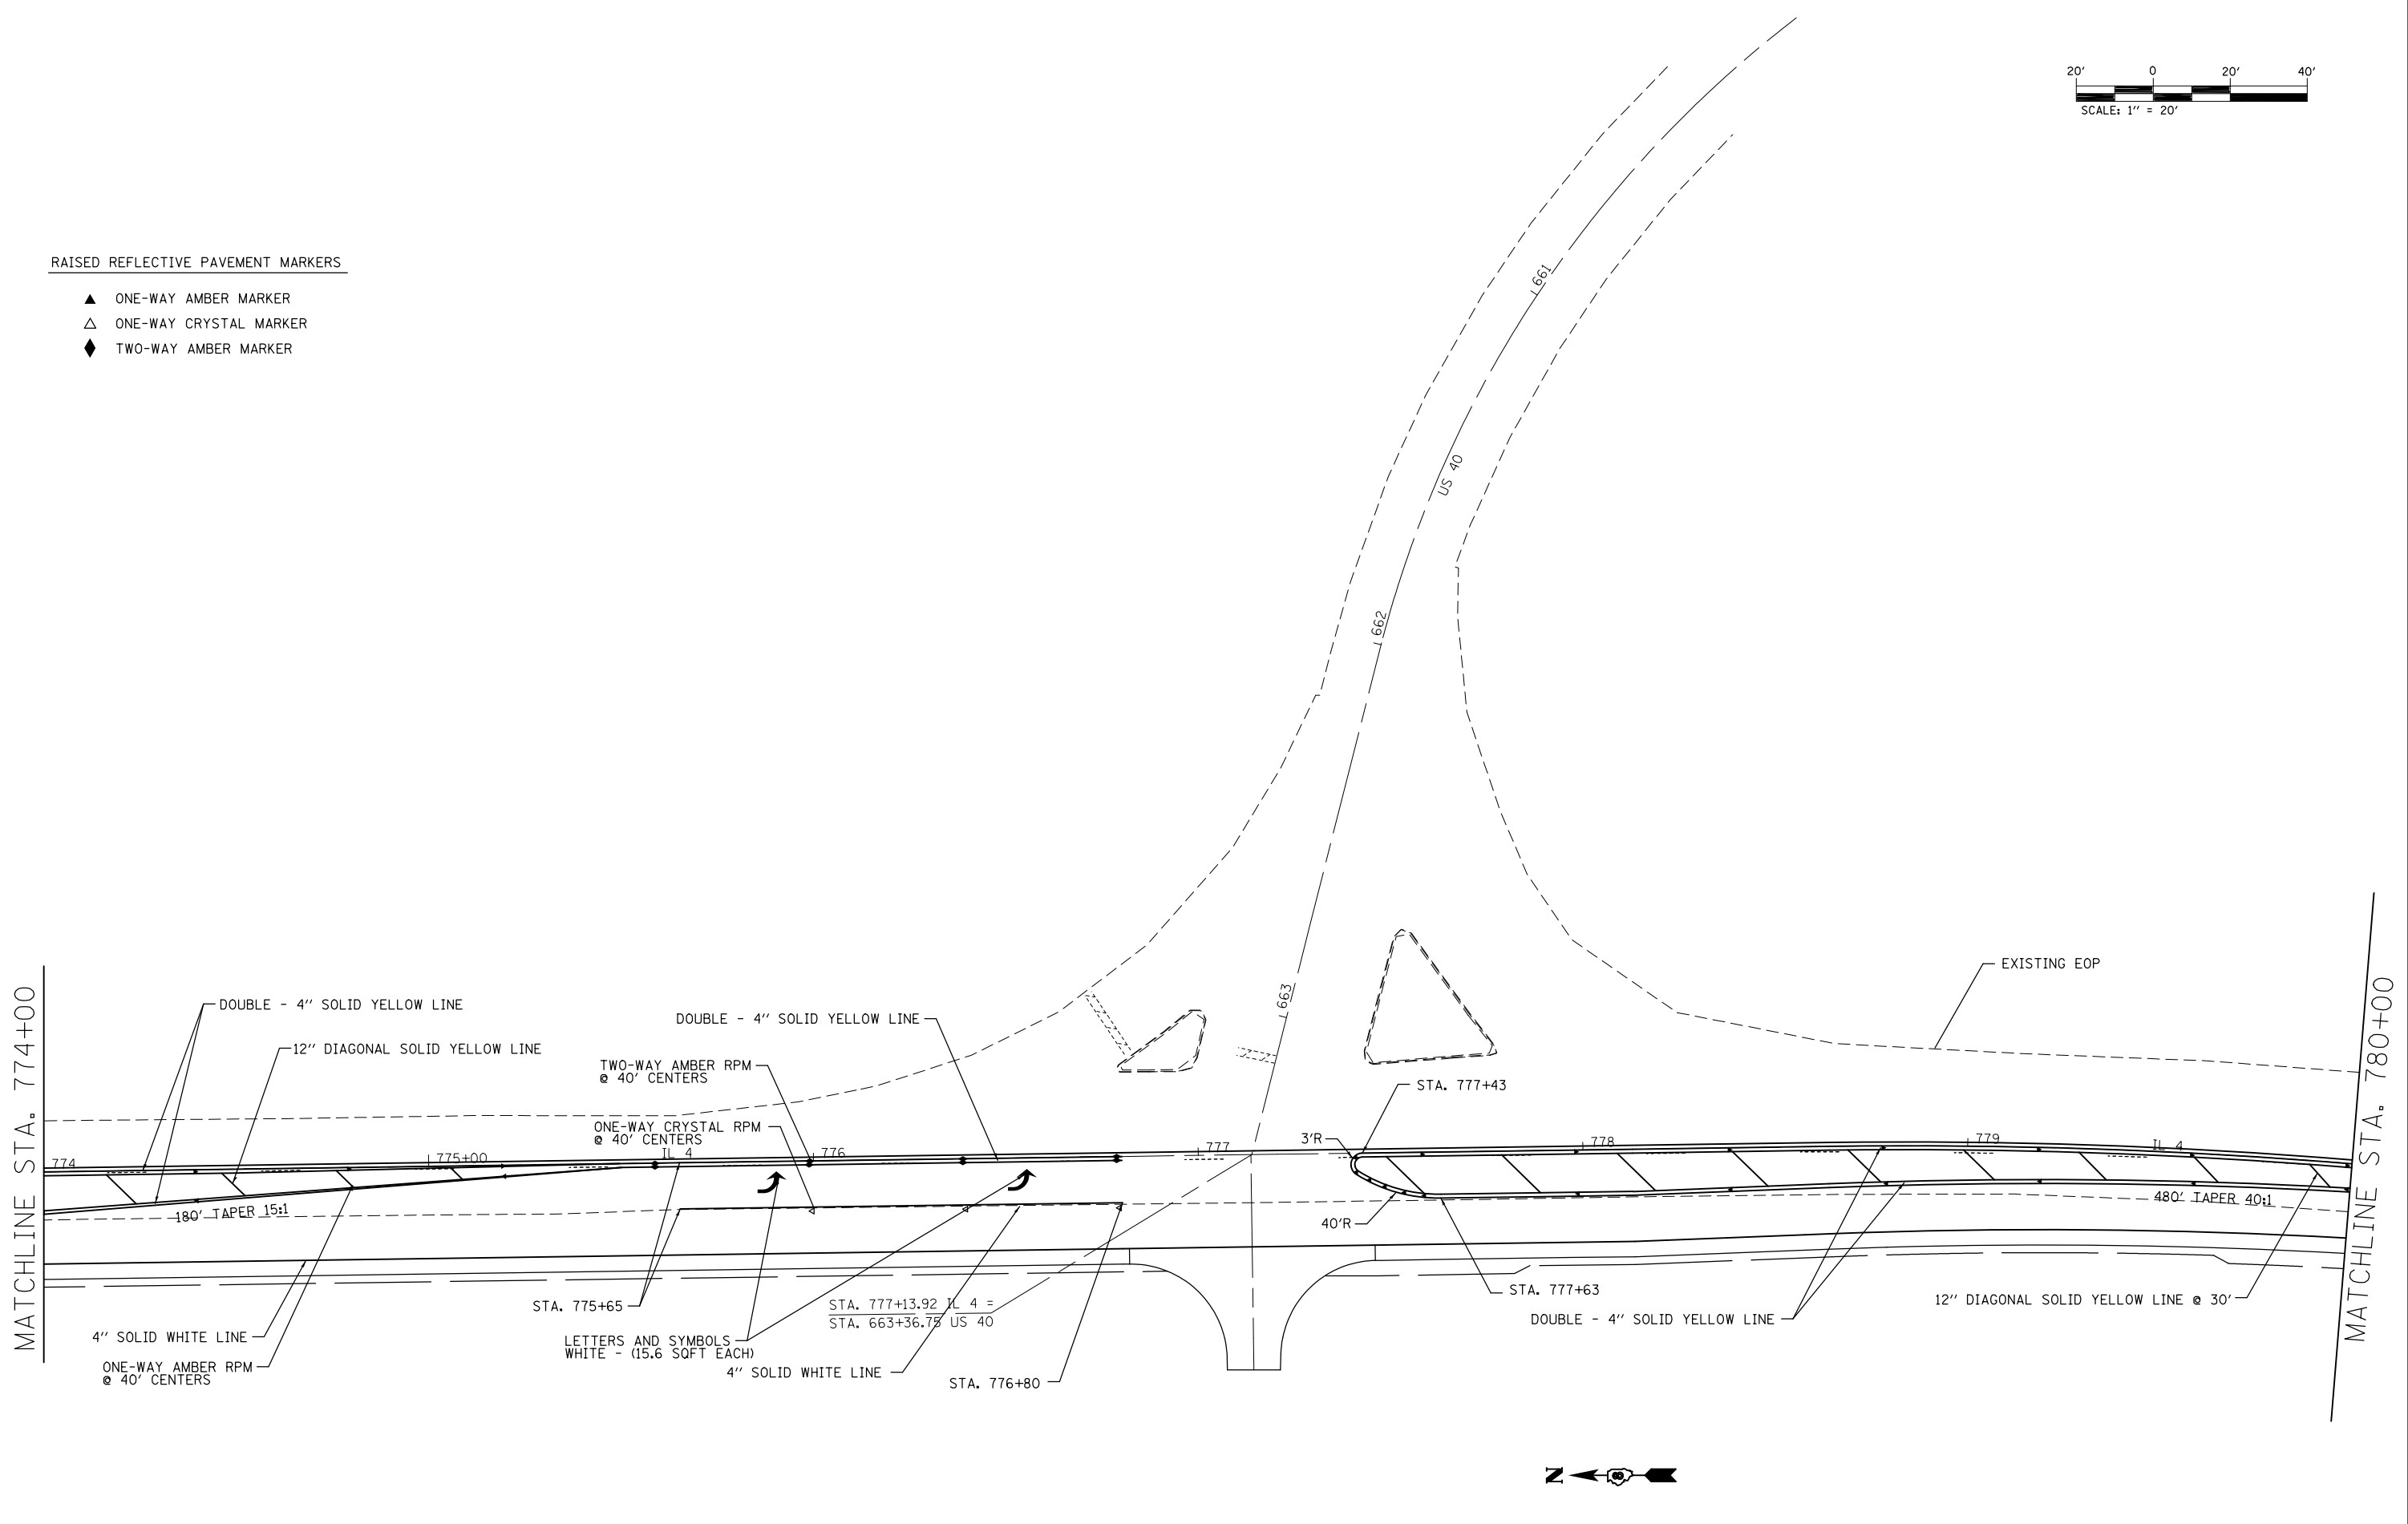 20' 0 20' 40'
SCALE: 1'' = 20'
RAISED REFLECTIVE PAVEMENT MARKERS
ONE-WAY AMBER MARKER
ONE-WAY CRYSTAL MARKER
TWO-WAY AMBER MARKER
661
US 40
662
663
EXISTING EOP
MATCHLINE STA. 774+00
MATCHLINE STA. 780+00
DOUBLE - 4'' SOLID YELLOW LINE
12'' DIAGONAL SOLID YELLOW LINE
DOUBLE - 4'' SOLID YELLOW LINE
TWO-WAY AMBER RPM
@ 40' CENTERS
ONE-WAY CRYSTAL RPM
@ 40' CENTERS
STA. 777+43
3'R
774
775+00
IL 4
776
777
778
779
IL 4
180' TAPER 15:1
480' TAPER 40:1
40'R
STA. 775+65
STA. 777+13.92 IL 4 =
STA. 663+36.75 US 40
STA. 777+63
12'' DIAGONAL SOLID YELLOW LINE @ 30'
DOUBLE - 4'' SOLID YELLOW LINE
4'' SOLID WHITE LINE
LETTERS AND SYMBOLS
WHITE - (15.6 SQFT EACH)
ONE-WAY AMBER RPM
@ 40' CENTERS
4'' SOLID WHITE LINE
STA. 776+80
N